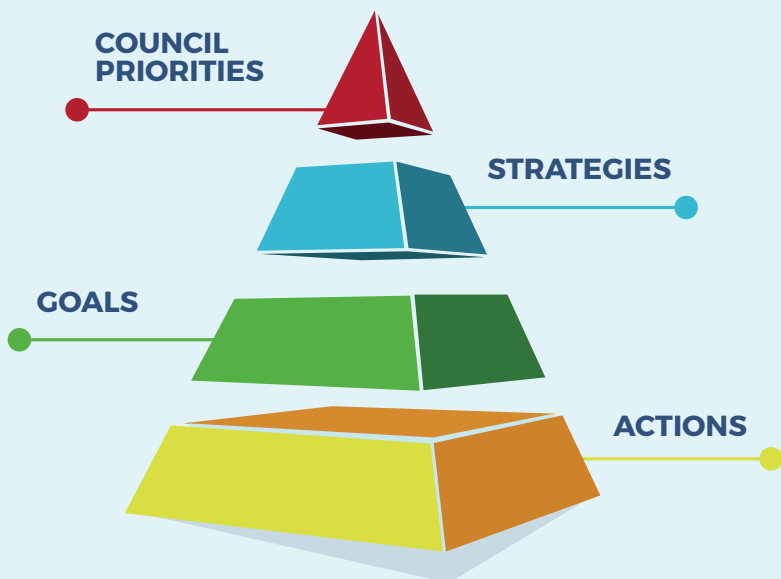 COUNCIL
PRIORITIES
STRATEGIES
GOALS
ACTIONS